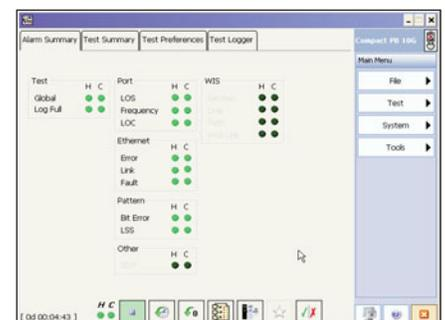 Alarm Summary Test Summary Test Preferences Test Logger
Compact PB 10G
Main Menu
File
Test
System
Tools
Test H C
Global
Log Full
Port H C
LOS
Frequency
LOC
WIS H C
Ethernet H C
Error
Link
Fault
Pattern H C
Bit Error
LSS
Other H C
H C
[ 0d 00:04:43 ]